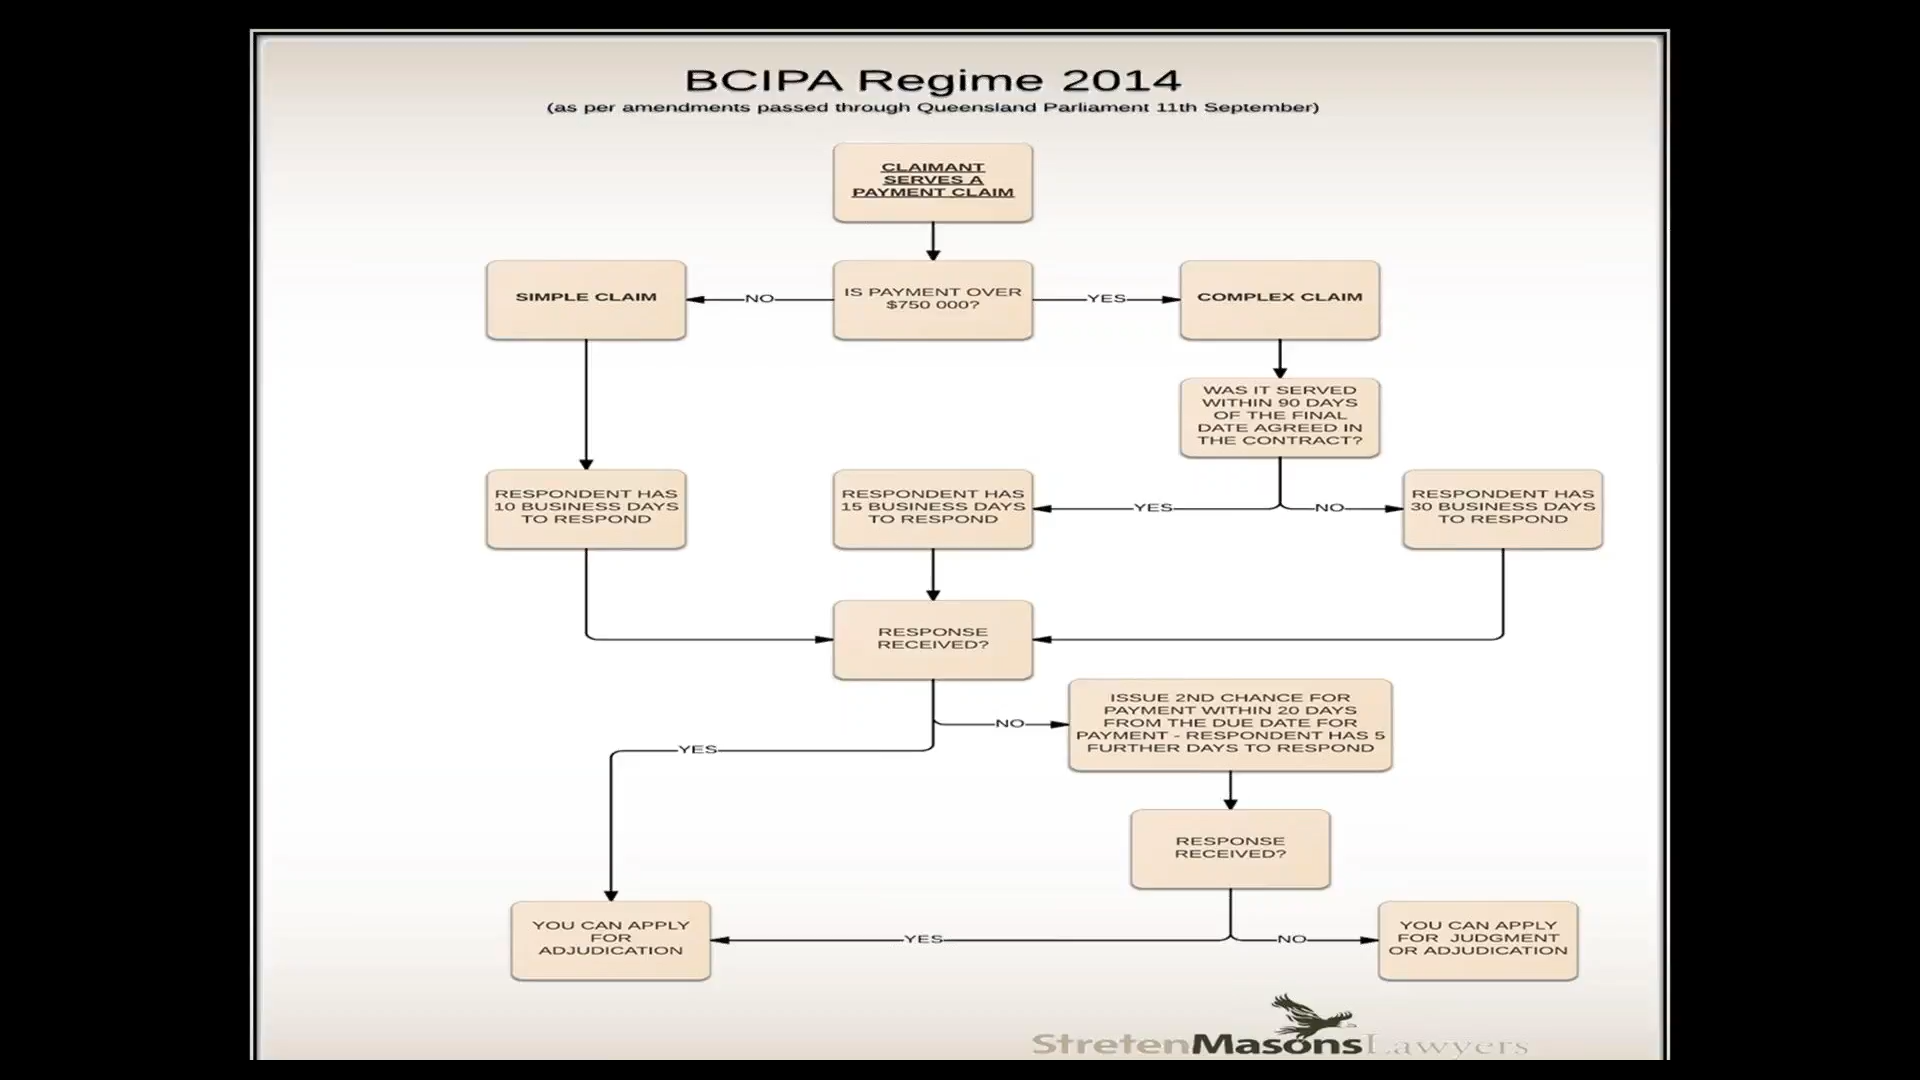 BCIPA Regime 2014
(as per amendments passed through Queensland Parliament 11th September)
CLAIMANT
SERVES A
PAYMENT CLAIM
SIMPLE CLAIM
NO
IS PAYMENT OVER
$750 000?
YES
COMPLEX CLAIM
WAS IT SERVED
WITHIN 90 DAYS
OF THE FINAL
DATE AGREED IN
THE CONTRACT?
RESPONDENT HAS
10 BUSINESS DAYS
TO RESPOND
RESPONDENT HAS
15 BUSINESS DAYS
TO RESPOND
YES
NO
RESPONDENT HAS
30 BUSINESS DAYS
TO RESPOND
RESPONSE
RECEIVED?
NO
ISSUE 2ND CHANCE FOR
PAYMENT WITHIN 20 DAYS
FROM THE DUE DATE FOR
PAYMENT - RESPONDENT HAS 5
FURTHER DAYS TO RESPOND
YES
RESPONSE
RECEIVED?
YOU CAN APPLY
FOR
ADJUDICATION
YES
NO
YOU CAN APPLY
FOR JUDGMENT
OR ADJUDICATION
StretenMasonsLawyers